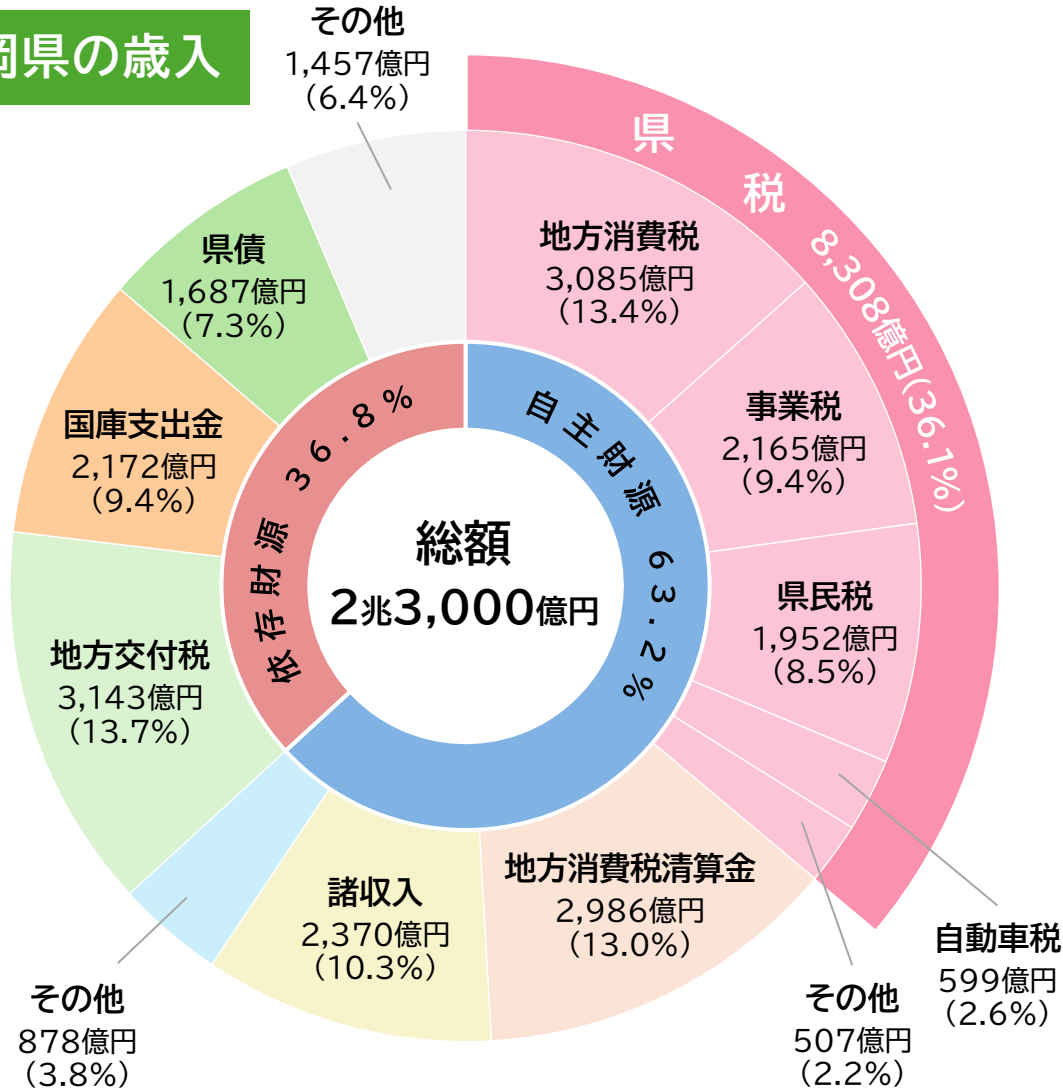 岡県の歳入
その他
1,457億円
(6.4%)
県税 8,308億円(36.1%)
地方消費税
3,085億円
(13.4%)
事業税
2,165億円
(9.4%)
県民税
1,952億円
(8.5%)
自動車税
599億円
(2.6%)
その他
507億円
(2.2%)
地方消費税清算金
2,986億円
(13.0%)
諸収入
2,370億円
(10.3%)
その他
878億円
(3.8%)
地方交付税
3,143億円
(13.7%)
国庫支出金
2,172億円
(9.4%)
県債
1,687億円
(7.3%)
自主財源 63.2%
依存財源 36.8%
総額
2兆3,000億円